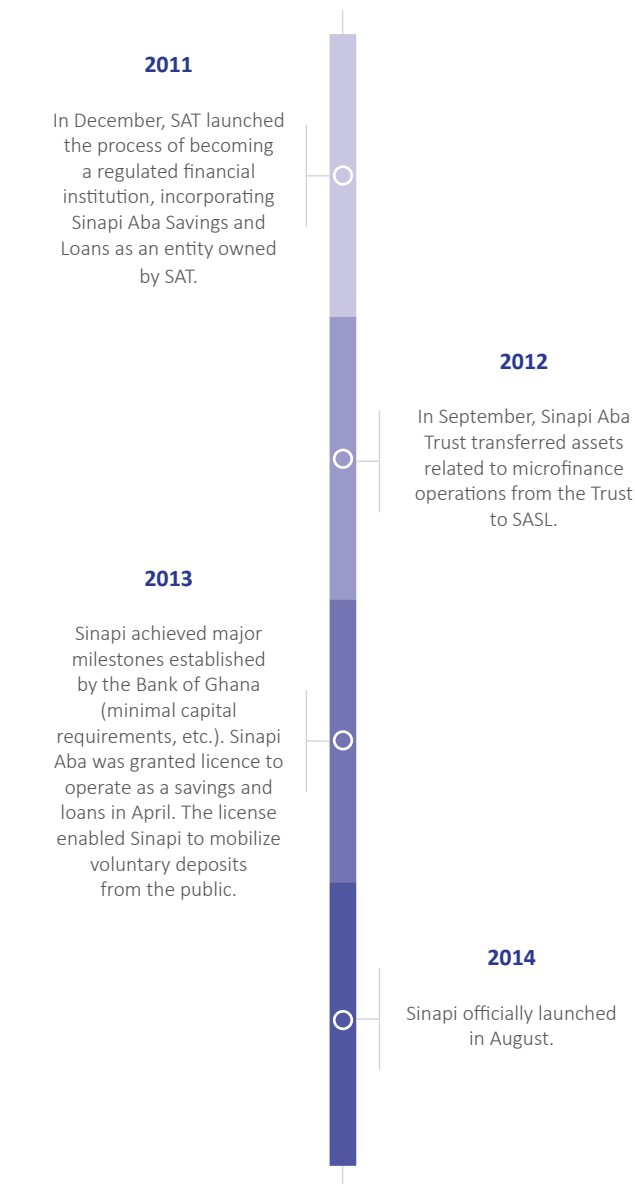 2011
In December, SAT launched
the process of becoming
a regulated financial
institution, incorporating
Sinapi Aba Savings and
Loans as an entity owned
by SAT.
2012
In September, Sinapi Aba
Trust transferred assets
related to microfinance
operations from the Trust
to SASL.
2013
Sinapi achieved major
milestones established
by the Bank of Ghana
(minimal capital
requirements, etc.). Sinapi
Aba was granted licence to
operate as a savings and
loans in April. The license
enabled Sinapi to mobilize
voluntary deposits
from the public.
2014
Sinapi officially launched
in August.